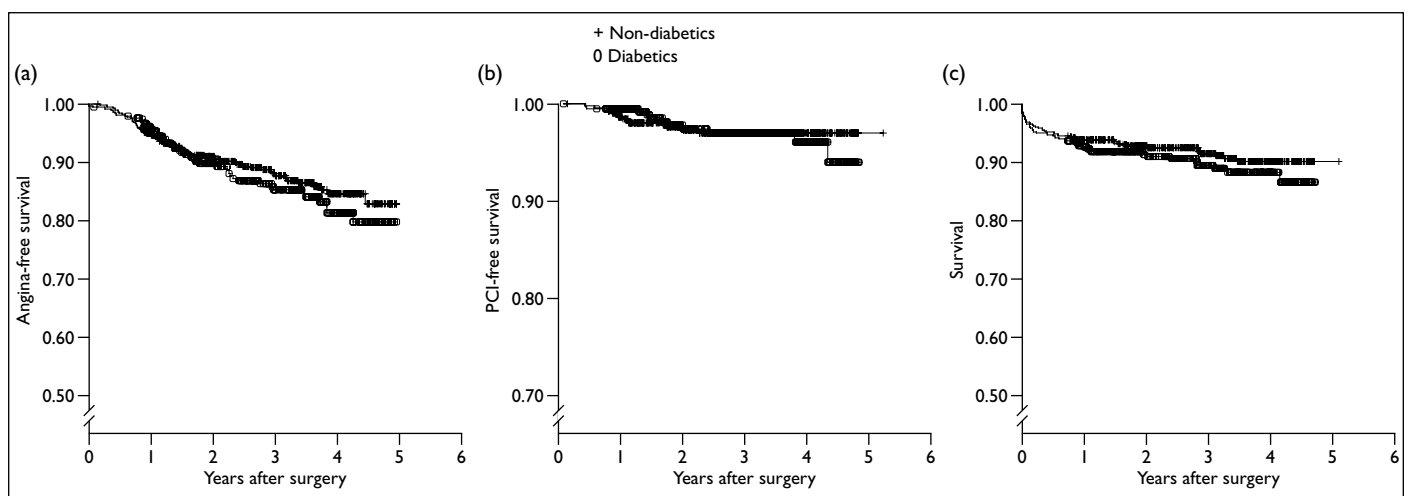 + Non-diabetics
0 Diabetics
(a)
1.00
0.90
0.80
0.70
0.60
0.50
Angina-free survival
0 1 2 3 4 5 6
Years after surgery
(b)
1.00
0.90
0.80
0.70
PCI-free survival
0 1 2 3 4 5 6
Years after surgery
(c)
1.00
0.90
0.80
0.70
0.60
0.50
Survival
0 1 2 3 4 5 6
Years after surgery